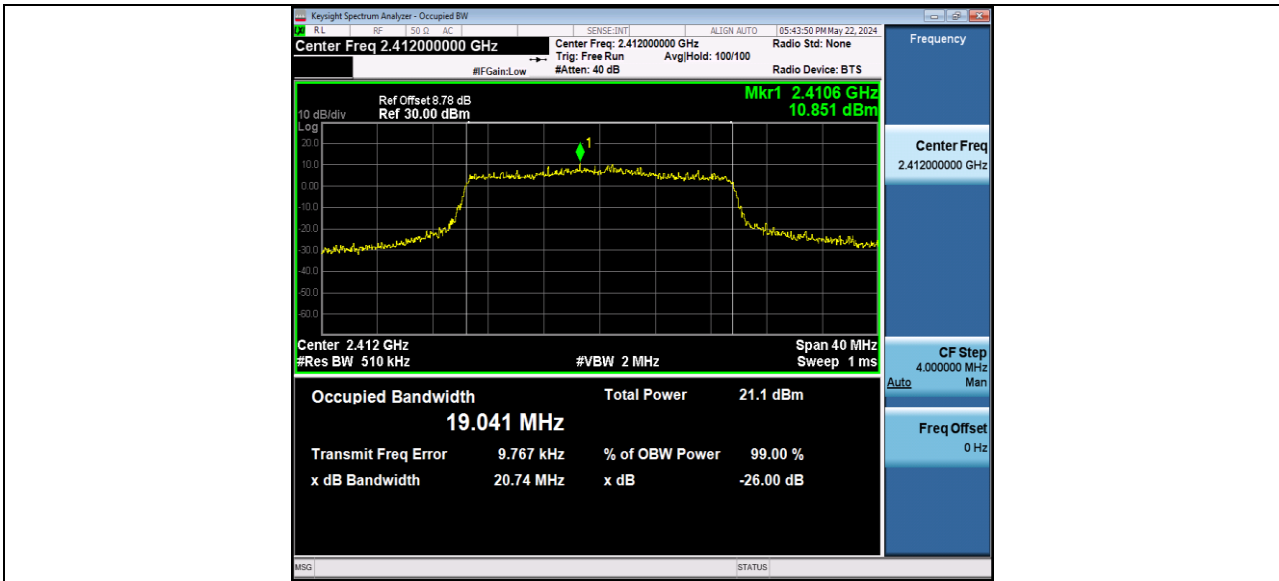 Keysight Spectrum Analyzer - Occupied BW
RL RF 50 Ω AC SENSE:INT ALIGN AUTO 05:43:50 PM May 22, 2024
Center Freq 2.412000000 GHz
Center Freq: 2.412000000 GHz Radio Std: None
Trig: Free Run Avg|Hold: 100/100
#IFGain:Low #Atten: 40 dB Radio Device: BTS
Frequency
Mkr1 2.4106 GHz
10.851 dBm
Ref Offset 8.78 dB
10 dB/div Ref 30.00 dBm
Log
20.0
10.0
0.00
-10.0
-20.0
-30.0
-40.0
-50.0
-60.0
1
Center 2.412 GHz Span 40 MHz
#Res BW 510 kHz #VBW 2 MHz Sweep 1 ms
Center Freq
2.412000000 GHz
CF Step
4.000000 MHz
Auto Man
Freq Offset
0 Hz
Occupied Bandwidth Total Power 21.1 dBm
19.041 MHz
Transmit Freq Error 9.767 kHz % of OBW Power 99.00 %
x dB Bandwidth 20.74 MHz x dB -26.00 dB
MSG STATUS